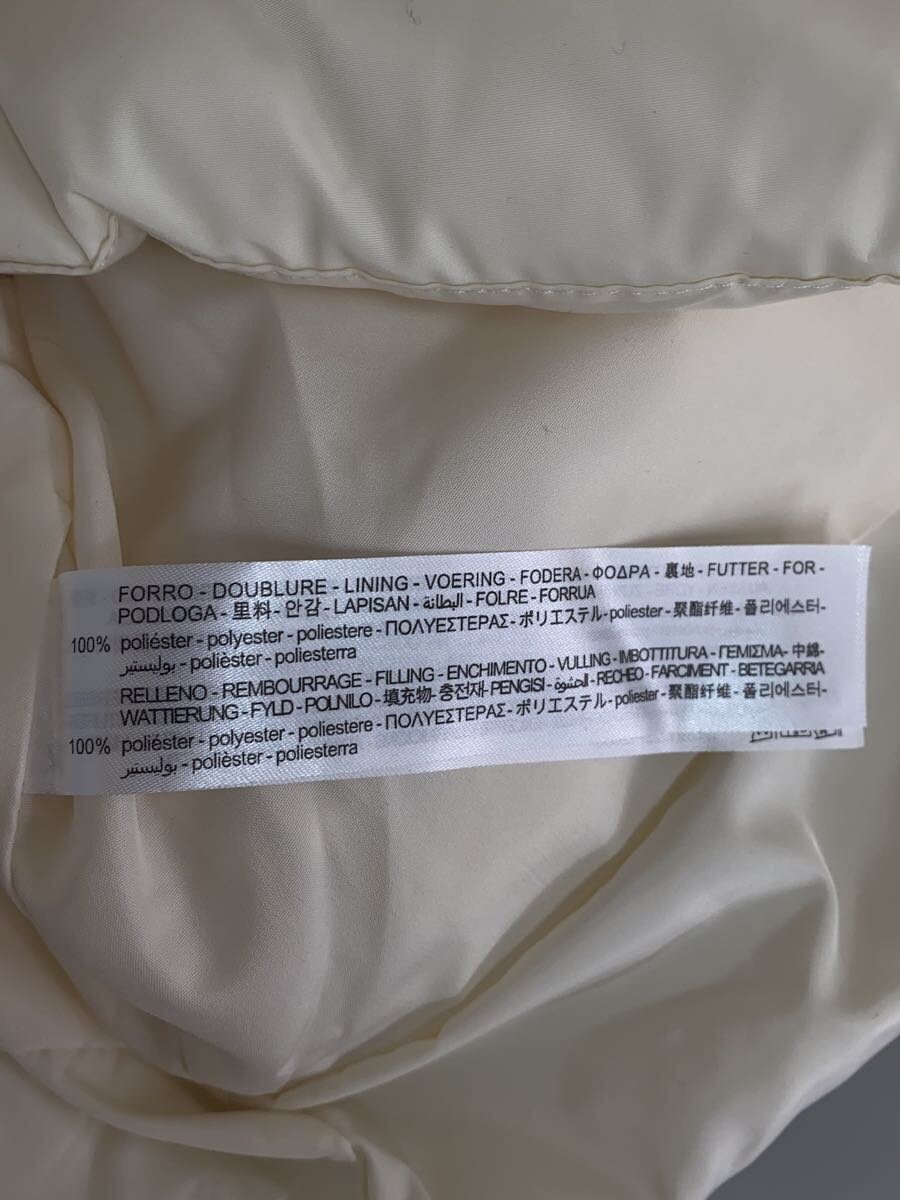 FORRO - DOUBLURE - LINING - VOERING - FODERA - ΦΟΔΡΑ - 裏地 - FUTTER - FOR -
PODLOGA - 里料 - 안감 - LAPISAN - البطانة - FOLRE - FORRUA
100% poliéster - polyester - poliestere - ΠΟΛΥΕΣΤΕΡΑΣ - ポリエステル - poliester - 聚酯纤维 - 폴리에스터 -
بوليستير - polièster - poliesterra
RELLENO - REMBOURRAGE - FILLING - ENCHIMENTO - VULLING - IMBOTTITURA - ΓΕΜΙΣΜΑ - 中綿 -
WATTIERUNG - FYLD - POLNILO - 填充物 - 충전재 - PENGISI - الحشوة - RECHEO - FARCIMENT - BETEGARRIA
100% poliéster - polyester - poliestere - ΠΟΛΥΕΣΤΕΡΑΣ - ポリエステル - poliester - 聚酯纤维 - 폴리에스터 -
بوليستير - polièster - poliesterra